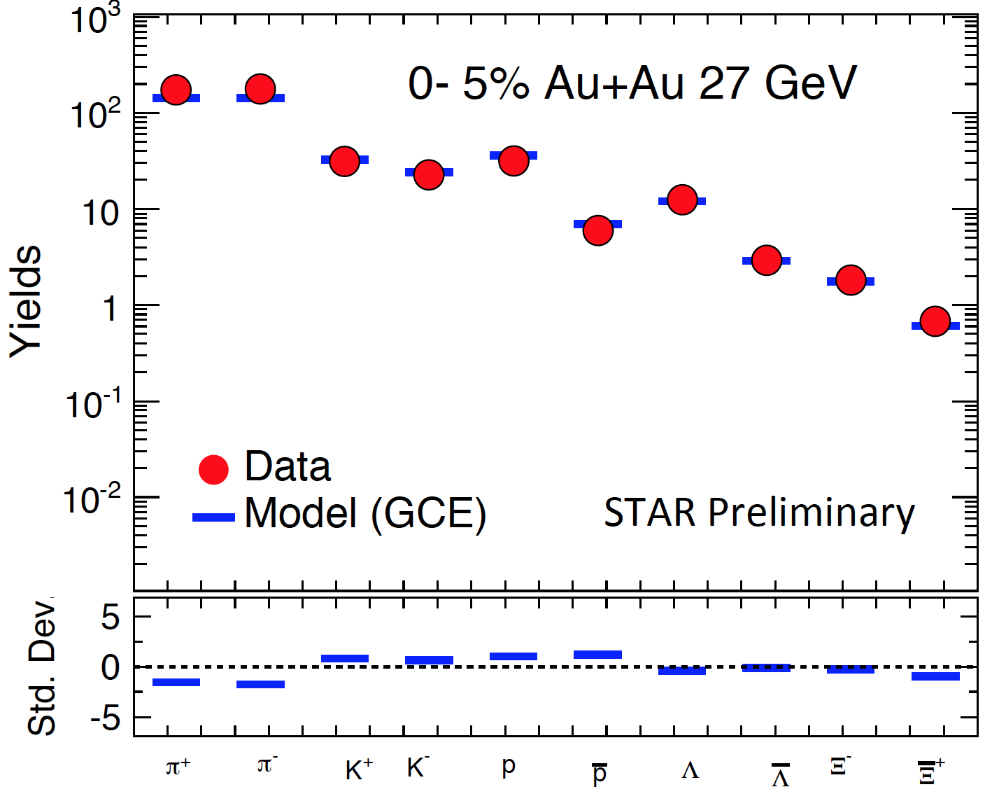 10³
0- 5% Au+Au 27 GeV
10²
10
Yields
1
10⁻¹
Data
10⁻²
Model (GCE)
STAR Preliminary
Std. Dev.
5
0
-5
π⁺ π⁻ K⁺ K⁻ p p̅ Λ Λ̅ Ξ⁻ Ξ̅⁺